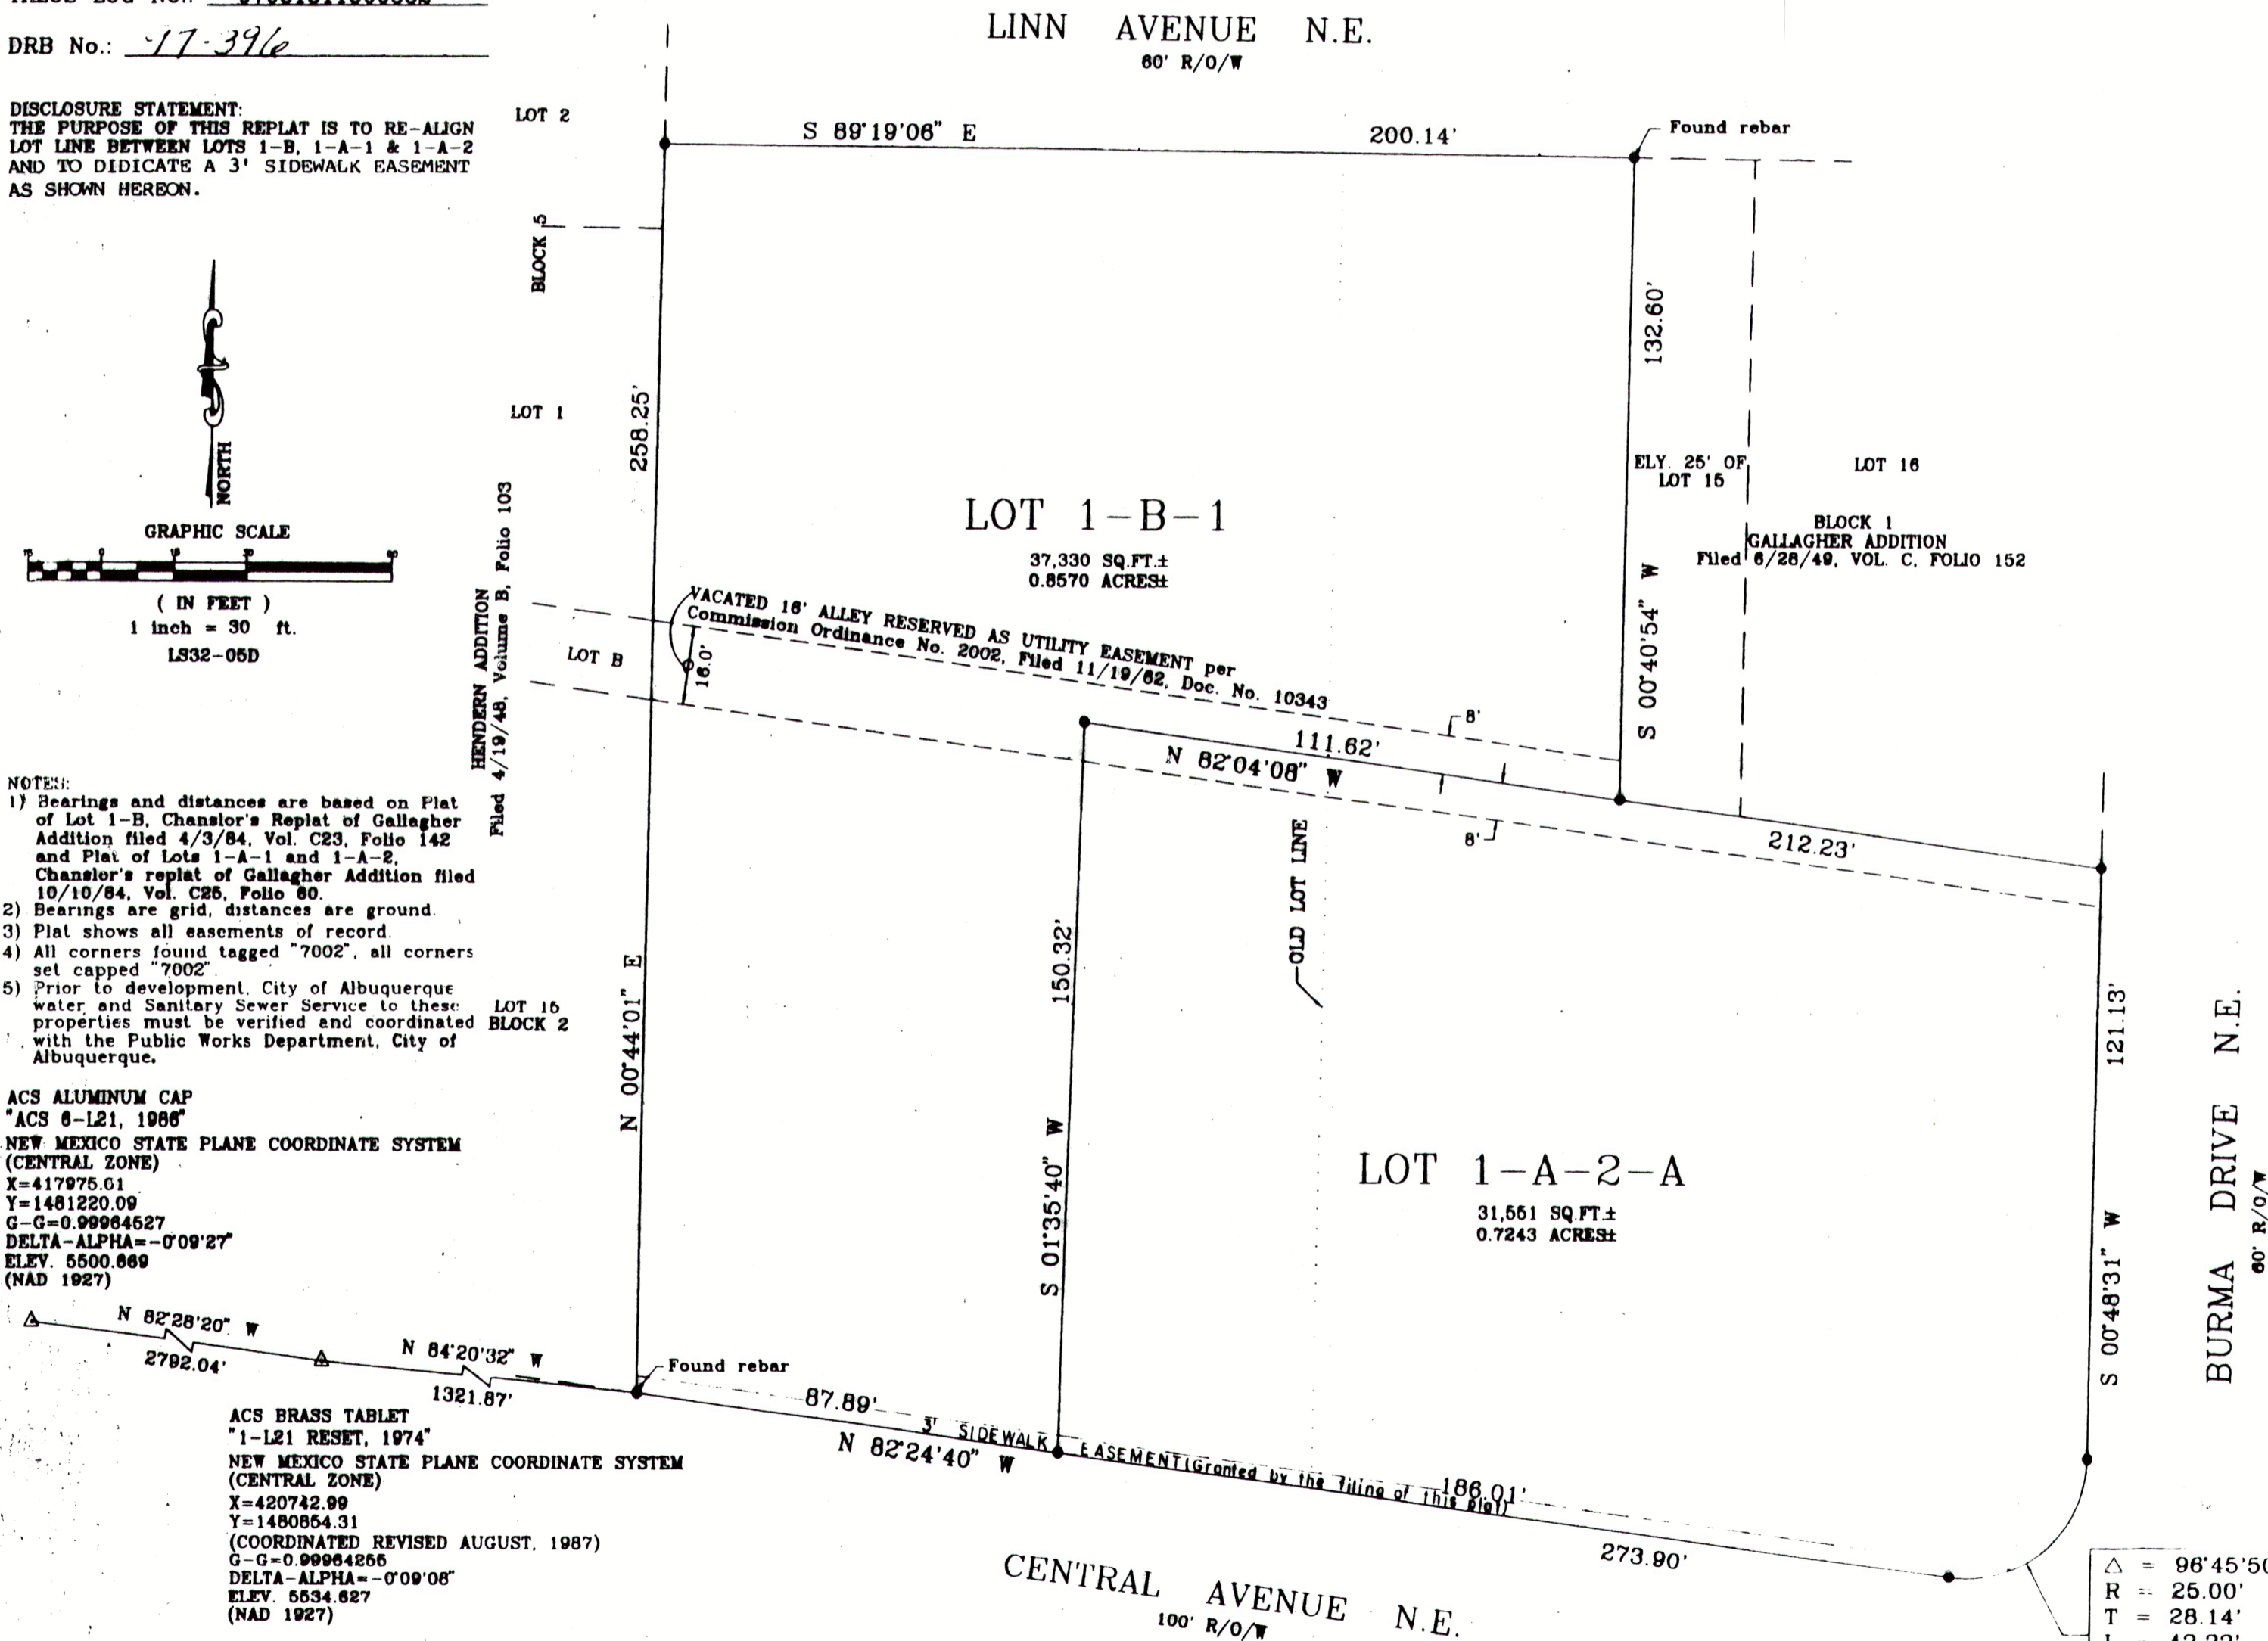 DRB No.: 17-396
LINN AVENUE N.E.
60' R/O/W
DISCLOSURE STATEMENT:
THE PURPOSE OF THIS REPLAT IS TO RE-ALIGN
LOT LINE BETWEEN LOTS 1-B, 1-A-1 & 1-A-2
AND TO DIDICATE A 3' SIDEWALK EASEMENT
AS SHOWN HEREON.
LOT 2
S 89°19'06" E
200.14'
Found rebar
BLOCK 5
NORTH
GRAPHIC SCALE
( IN FEET )
1 inch = 30 ft.
LS32-05D
LOT 1
258.25'
N 00°44'01" E
HENDERN ADDITION
Filed 4/19/48, Volume B, Folio 103
LOT B
132.60'
S 00°40'54" W
ELY. 25' OF
LOT 15
LOT 16
BLOCK 1
GALLAGHER ADDITION
Filed 6/28/49, VOL. C, FOLIO 152
LOT 1-B-1
37,330 SQ.FT.±
0.8570 ACRES±
VACATED 16' ALLEY RESERVED AS UTILITY EASEMENT per
Commission Ordinance No. 2002, Filed 11/19/62, Doc. No. 10343
16.0'
8'
111.62'
N 82°04'08" W
8'
212.23'
OLD LOT LINE
NOTES:
1) Bearings and distances are based on Plat
of Lot 1-B, Chanslor's Replat of Gallagher
Addition filed 4/3/84, Vol. C23, Folio 142
and Plat of Lots 1-A-1 and 1-A-2,
Chanslor's replat of Gallagher Addition filed
10/10/84, Vol. C25, Folio 60.
2) Bearings are grid, distances are ground.
3) Plat shows all easements of record.
4) All corners found tagged "7002", all corners
set capped "7002".
5) Prior to development, City of Albuquerque
water and Sanitary Sewer Service to these
properties must be verified and coordinated
with the Public Works Department, City of
Albuquerque.
LOT 15
BLOCK 2
150.32'
S 01°35'40" W
121.13'
S 00°48'31" W
BURMA DRIVE N.E.
60' R/O/W
LOT 1-A-2-A
31,551 SQ.FT.±
0.7243 ACRES±
ACS ALUMINUM CAP
"ACS 6-L21, 1986"
NEW MEXICO STATE PLANE COORDINATE SYSTEM
(CENTRAL ZONE)
X=417975.61
Y=1481220.09
G-G=0.99964527
DELTA-ALPHA=-0°09'27"
ELEV. 5500.669
(NAD 1927)
N 82°28'20" W
2792.04'
N 84°20'32" W
1321.87'
Found rebar
87.89'
N 82°24'40" W
3' SIDEWALK EASEMENT (Granted by the filing of this plat)
186.01'
273.90'
ACS BRASS TABLET
"1-L21 RESET, 1974"
NEW MEXICO STATE PLANE COORDINATE SYSTEM
(CENTRAL ZONE)
X=420742.99
Y=1480854.31
(COORDINATED REVISED AUGUST, 1987)
G-G=0.99964266
DELTA-ALPHA=-0°09'08"
ELEV. 5534.627
(NAD 1927)
CENTRAL AVENUE N.E.
100' R/O/W
Δ = 96°45'50
R = 25.00'
T = 28.14'